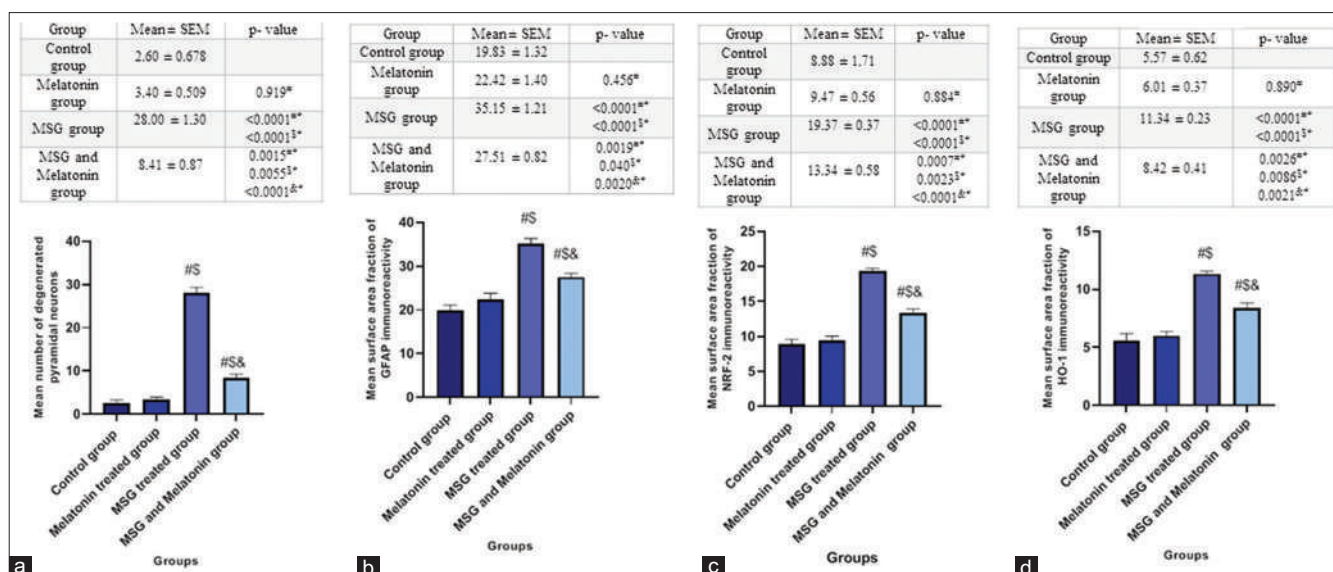 Group Mean ± SEM p- value
Control group 2.60 ± 0.678
Melatonin group 3.40 ± 0.509 0.919#
MSG group 28.00 ± 1.30 <0.0001#*
<0.0001$*
MSG and Melatonin group 8.41 ± 0.87 0.0015#*
0.0055$*
<0.0001&*
40
30
20
10
0
Mean number of degenerated
pyramidal neurons
#$
#$&
Control group
Melatonin treated group
MSG treated group
MSG and Melatonin group
Groups
a
Group Mean ± SEM p- value
Control group 19.83 ± 1.32
Melatonin group 22.42 ± 1.40 0.456#
MSG group 35.15 ± 1.21 <0.0001#*
<0.0001$*
MSG and Melatonin group 27.51 ± 0.82 0.0019#*
0.040$*
0.0020&*
40
30
20
10
0
Mean surface area fraction of
GFAP immunoreactivity
#$
#$&
Control group
Melatonin treated group
MSG treated group
MSG and Melatonin group
Groups
b
Group Mean ± SEM p- value
Control group 8.88 ± 1.71
Melatonin group 9.47 ± 0.56 0.884#
MSG group 19.37 ± 0.37 <0.0001#*
<0.0001$*
MSG and Melatonin group 13.34 ± 0.58 0.0007#*
0.0023$*
<0.0001&*
25
20
15
10
5
0
Mean surface area fraction of
NRF-2 immunoreactivity
#$
#$&
Control group
Melatonin treated group
MSG treated group
MSG and Melatonin group
Groups
c
Group Mean ± SEM p- value
Control group 5.57 ± 0.62
Melatonin group 6.01 ± 0.37 0.890#
MSG group 11.34 ± 0.23 <0.0001#*
<0.0001$*
MSG and Melatonin group 8.42 ± 0.41 0.0026#*
0.0086$*
0.0021&*
15
10
5
0
Mean surface area fraction of
HO-1 immunoreactivity
#$
#$&
Control group
Melatonin treated group
MSG treated group
MSG and Melatonin group
Groups
d